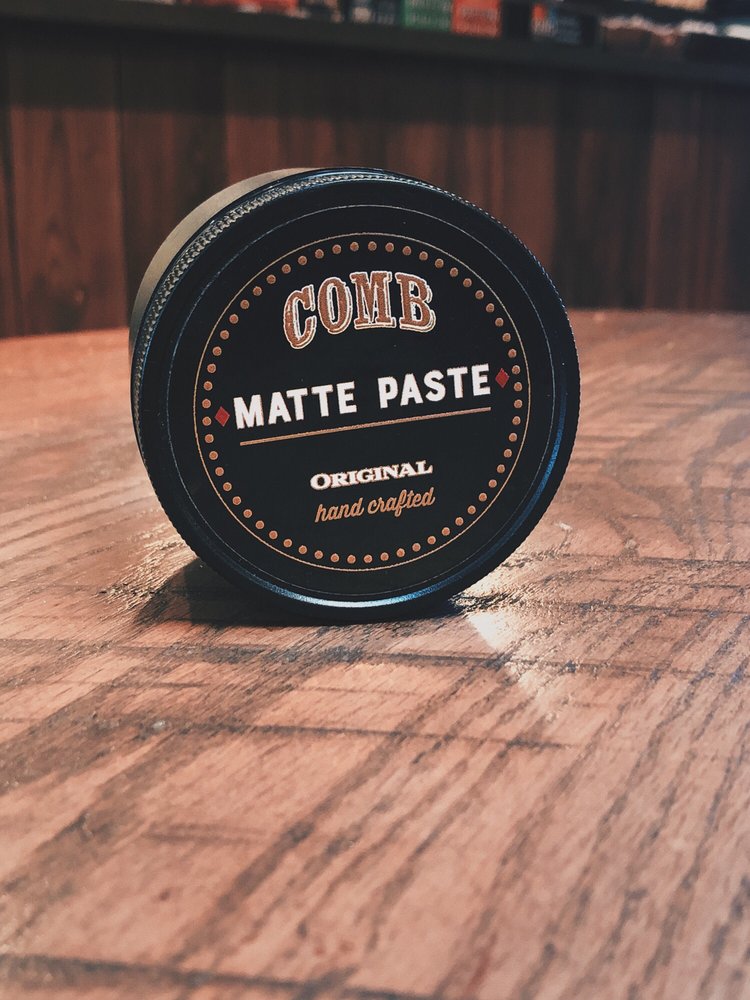 COMB
MATTE PASTE
ORIGINAL
hand crafted